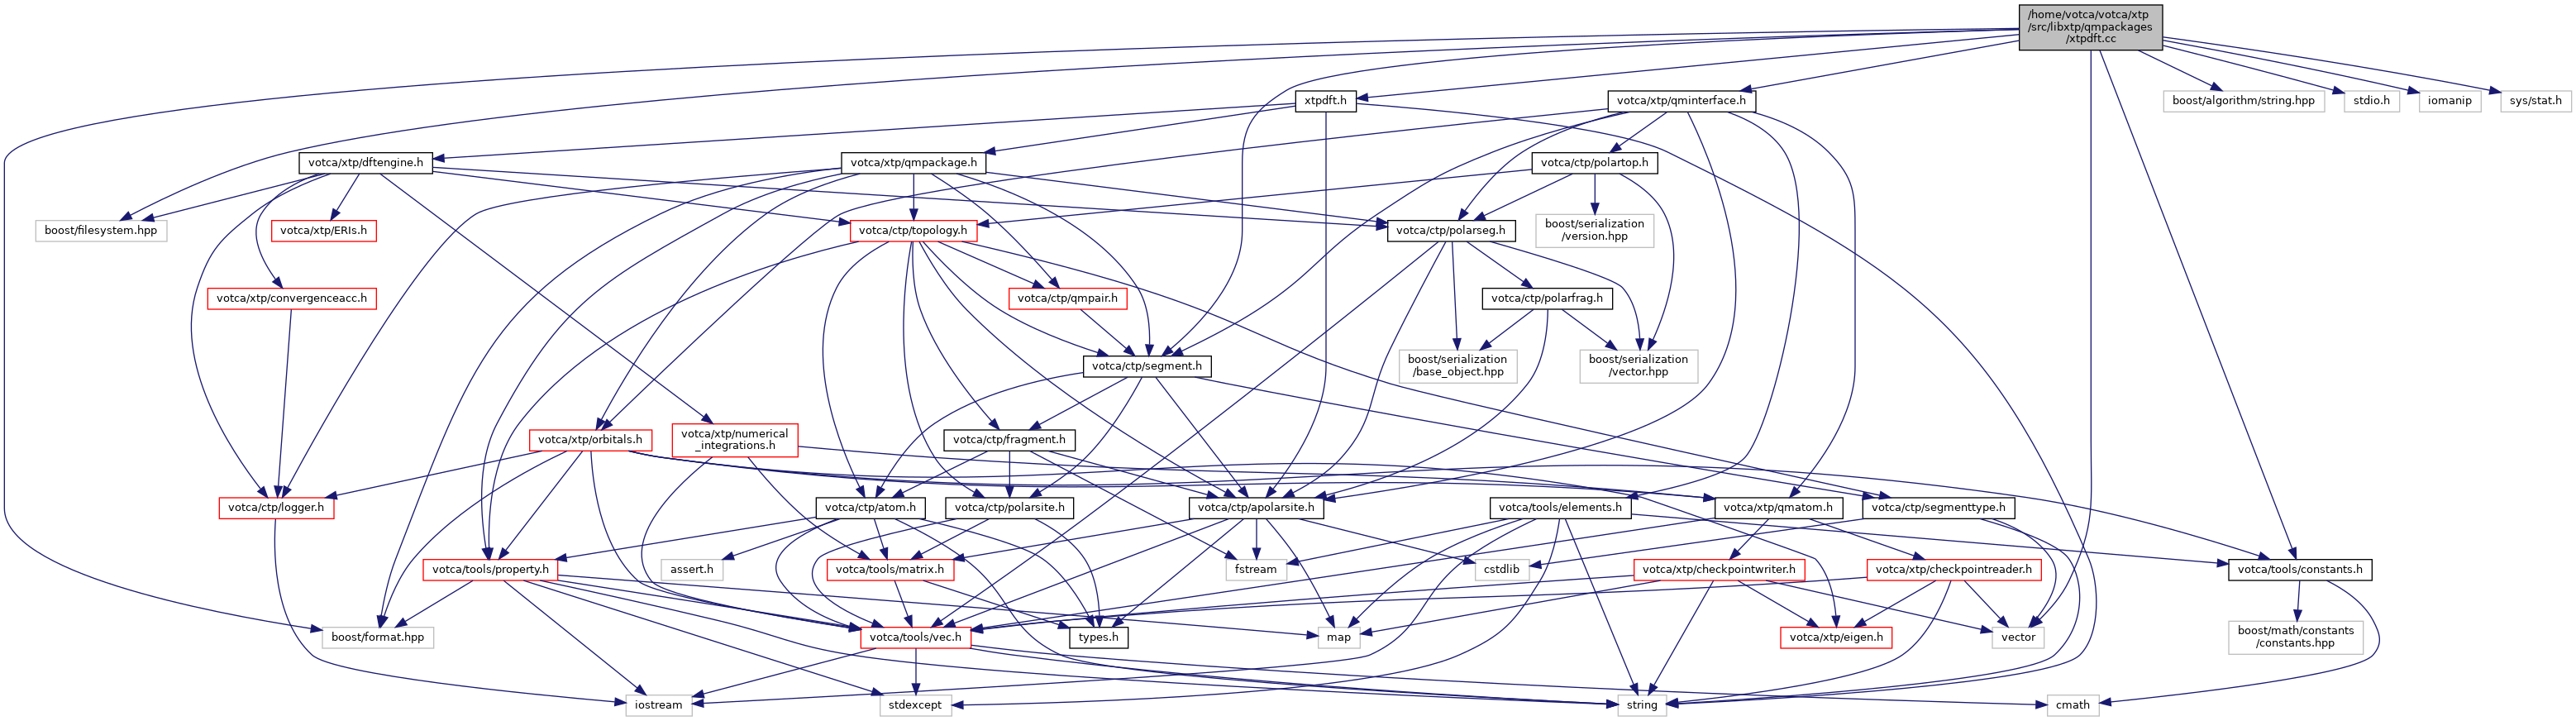 /home/votca/votca/xtp
/src/libxtp/qmpackages
/xtpdft.cc
xtpdft.h
votca/xtp/qminterface.h
boost/algorithm/string.hpp
stdio.h
iomanip
sys/stat.h
votca/xtp/dftengine.h
votca/xtp/qmpackage.h
votca/ctp/polartop.h
boost/filesystem.hpp
votca/xtp/ERIs.h
votca/ctp/topology.h
votca/ctp/polarseg.h
boost/serialization
/version.hpp
votca/xtp/convergenceacc.h
votca/ctp/qmpair.h
votca/ctp/polarfrag.h
votca/ctp/segment.h
boost/serialization
/base_object.hpp
boost/serialization
/vector.hpp
votca/xtp/orbitals.h
votca/xtp/numerical
_integrations.h
votca/ctp/fragment.h
votca/ctp/logger.h
votca/ctp/atom.h
votca/ctp/polarsite.h
votca/ctp/apolarsite.h
votca/tools/elements.h
votca/xtp/qmatom.h
votca/ctp/segmenttype.h
votca/tools/property.h
assert.h
votca/tools/matrix.h
fstream
cstdlib
votca/xtp/checkpointwriter.h
votca/xtp/checkpointreader.h
votca/tools/constants.h
boost/format.hpp
votca/tools/vec.h
types.h
map
votca/xtp/eigen.h
vector
boost/math/constants
/constants.hpp
iostream
stdexcept
string
cmath